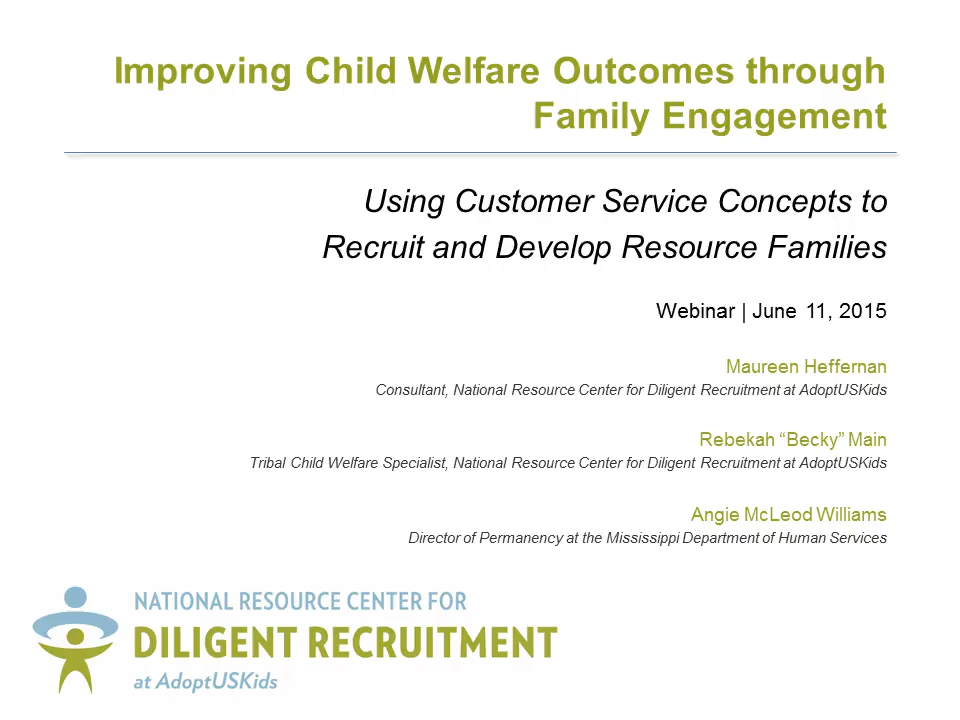 Improving Child Welfare Outcomes through
Family Engagement
Using Customer Service Concepts to
Recruit and Develop Resource Families
Webinar | June 11, 2015
Maureen Heffernan
Consultant, National Resource Center for Diligent Recruitment at AdoptUSKids
Rebekah “Becky” Main
Tribal Child Welfare Specialist, National Resource Center for Diligent Recruitment at AdoptUSKids
Angie McLeod Williams
Director of Permanency at the Mississippi Department of Human Services
NATIONAL RESOURCE CENTER FOR
DILIGENT RECRUITMENT
at AdoptUSKids